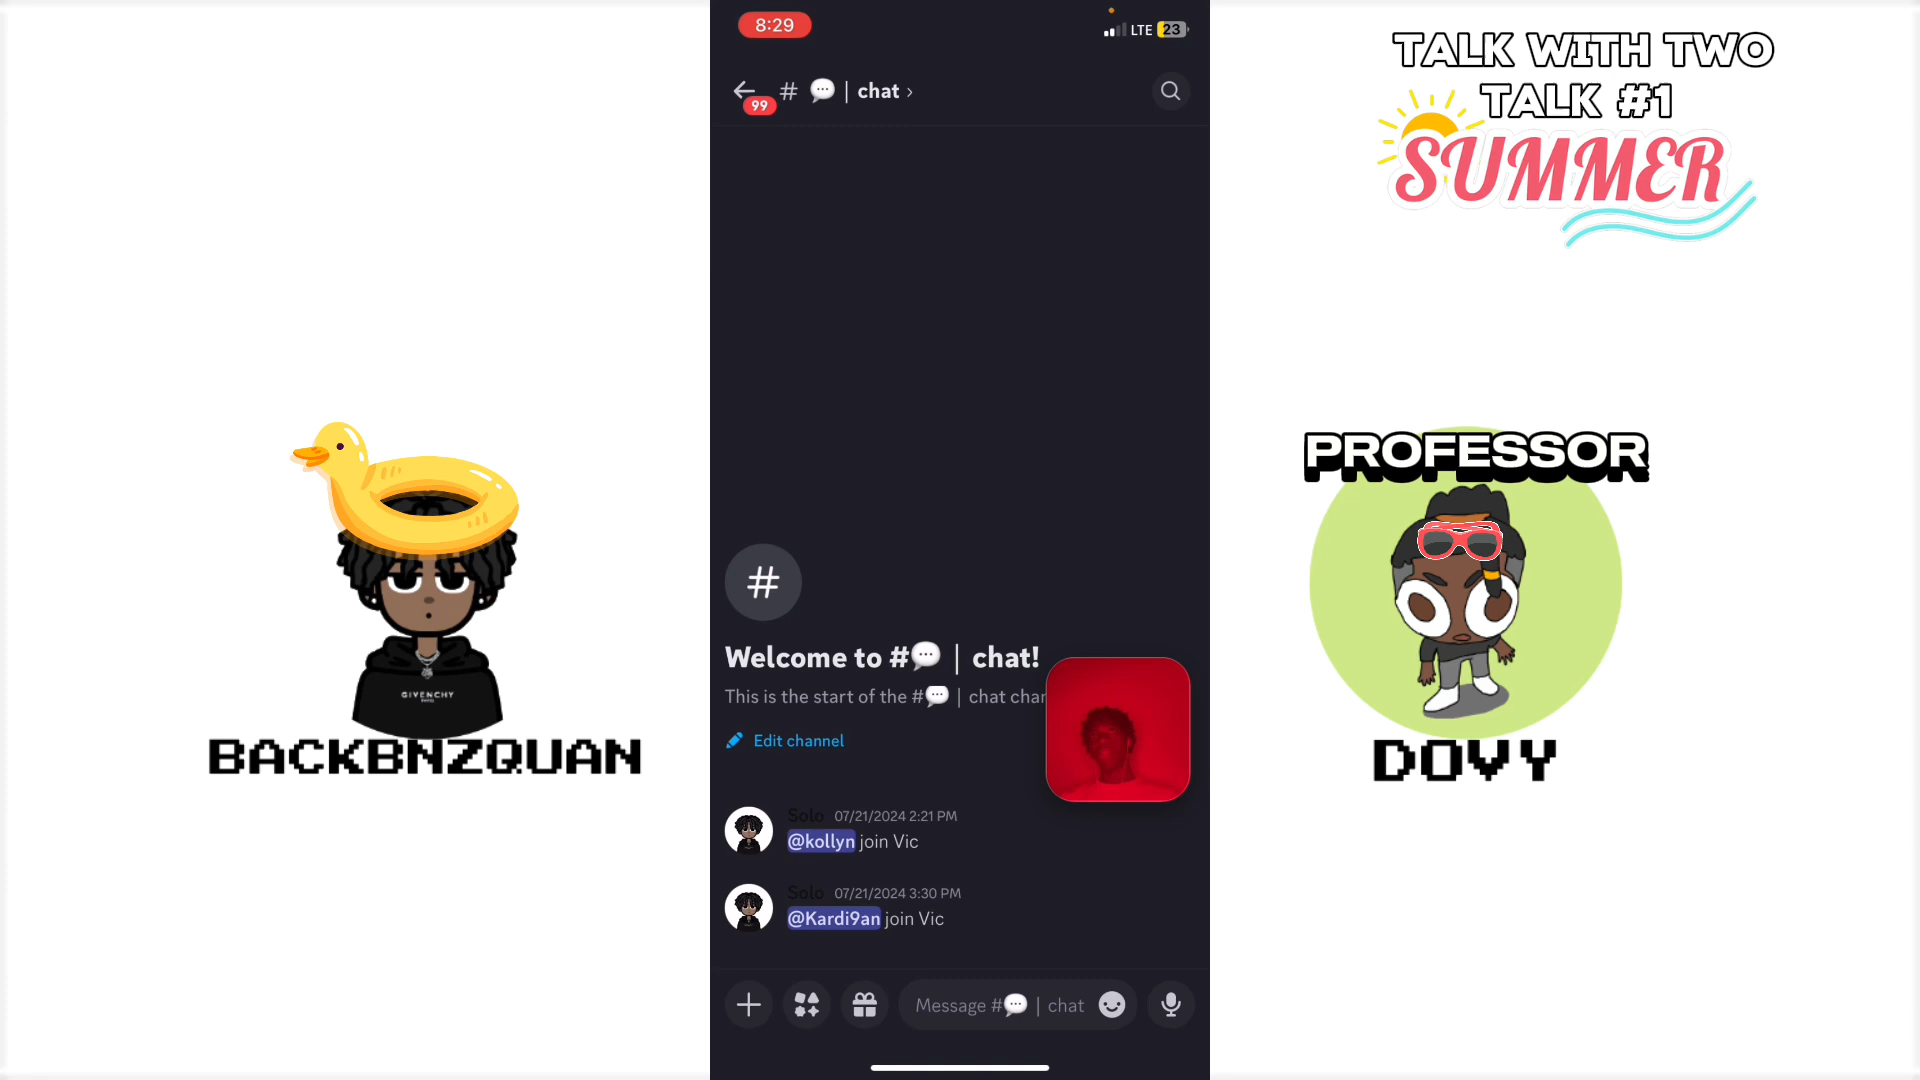 8:29
LTE 23
99
# 💬 | chat ›
TALK WITH TWO
TALK #1
SUMMER
GIVENCHY
BACKBNZQUAN
PROFESSOR
DOVY
Welcome to #💬 | chat!
This is the start of the #💬 | chat
Edit channel
Solo 07/21/2024 2:21 PM
@kollyn join Vic
Solo 07/21/2024 3:30 PM
@Kardi9an join Vic
Message #💬 | chat